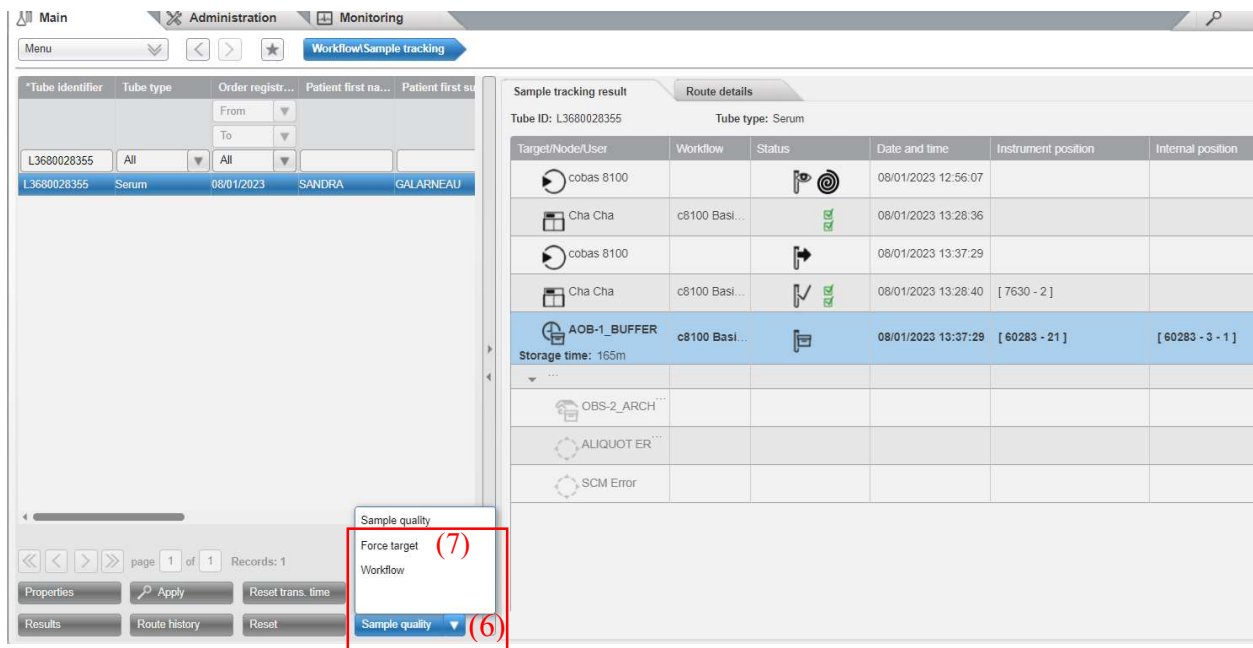 Main Administration Monitoring
Menu Workflow\Sample tracking
*Tube identifier Tube type Order registr... Patient first na... Patient first su
From
To
L3680028355 All All
L3680028355 Serum 08/01/2023 SANDRA GALARNEAU
Sample tracking result Route details
Tube ID: L3680028355 Tube type: Serum
Target/Node/User Workflow Status Date and time Instrument position Internal position
cobas 8100 08/01/2023 12:56:07
Cha Cha c8100 Basi... 08/01/2023 13:28:36
cobas 8100 08/01/2023 13:37:29
Cha Cha c8100 Basi... 08/01/2023 13:28:40 [ 7630 - 2 ]
AOB-1_BUFFER c8100 Basi... 08/01/2023 13:37:29 [ 60283 - 21 ] [ 60283 - 3 - 1 ]
Storage time: 165m
...
OBS-2_ARCH...
ALIQUOT ER...
SCM Error
Sample quality
Force target (7)
Workflow
page 1 of 1 Records: 1
Properties Apply Reset trans. time
Results Route history Reset Sample quality (6)